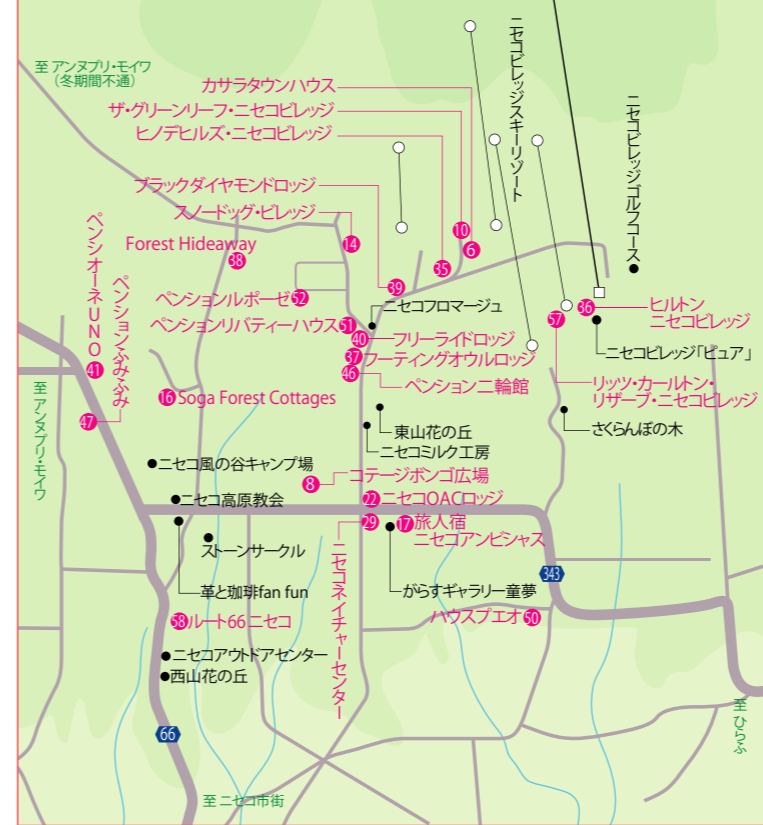 至 アンヌプリ・モイワ
（冬期間不通）
カサラタウンハウス
ザ・グリーンリーフ・ニセコビレッジ
ヒノデヒルズ・ニセコビレッジ
ニセコビレッジスキーリゾート
ニセコビレッジゴルフコース
ブラックダイヤモンドロッジ
スノードッグ・ビレッジ
14
10
6
Forest Hideaway
38
35
39
ペンシオーネUNO
41
ペンションふみふみ
47
ペンションルポーゼ
52
ニセコフロマージュ
ペンションリバティーハウス
51
40
フリーライドロッジ
37
フーティングオウルロッジ
46
ペンション二輪館
57
36
ヒルトン
ニセコビレッジ
ニセコビレッジ「ピュア」
リッツ・カールトン・
リザーブ・ニセコビレッジ
さくらんぼの木
至 アンヌプリ・モイワ
16
Soga Forest Cottages
東山花の丘
ニセコミルク工房
ニセコ風の谷キャンプ場
8
コテージボンゴ広場
ニセコ高原教会
22
ニセコOACロッジ
29
ニセコネイチャーセンター
17
旅人宿
ニセコアンビシャス
ストーンサークル
革と珈琲fan fun
がらすギャラリー童夢
343
58
ルート66ニセコ
ハウスプエオ
50
ニセコアウトドアセンター
西山花の丘
66
至 ニセコ市街
至 ひらふ